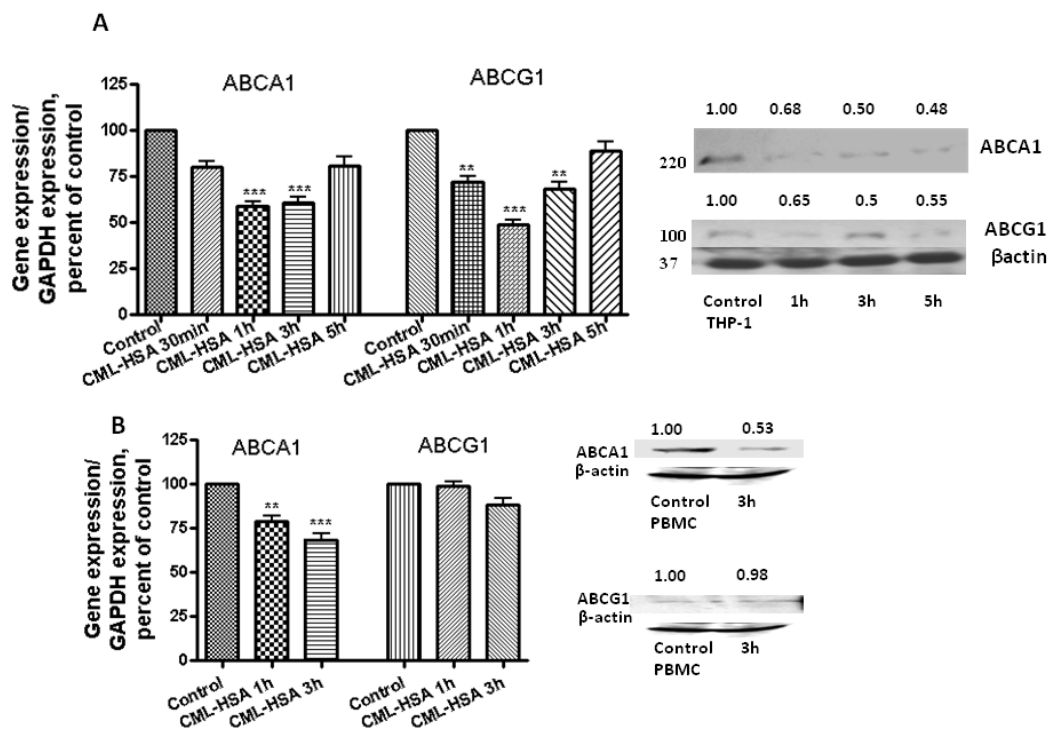 A
ABCA1
ABCG1
Gene expression/
GAPDH expression,
percent of control
125
100
75
50
25
0
**
***
***
**
***
**
Control
CML-HSA 30min
CML-HSA 1h
CML-HSA 3h
CML-HSA 5h
Control
CML-HSA 30min
CML-HSA 1h
CML-HSA 3h
CML-HSA 5h
1.00 0.68 0.50 0.48
220
ABCA1
1.00 0.65 0.5 0.55
100
ABCG1
37
βactin
Control 1h 3h 5h
THP-1
B
ABCA1
ABCG1
Gene expression/
GAPDH expression,
percent of control
125
100
75
50
25
0
**
***
Control
CML-HSA 1h
CML-HSA 3h
Control
CML-HSA 1h
CML-HSA 3h
1.00 0.53
ABCA1
β-actin
Control 3h
PBMC
1.00 0.98
ABCG1
β-actin
Control 3h
PBMC